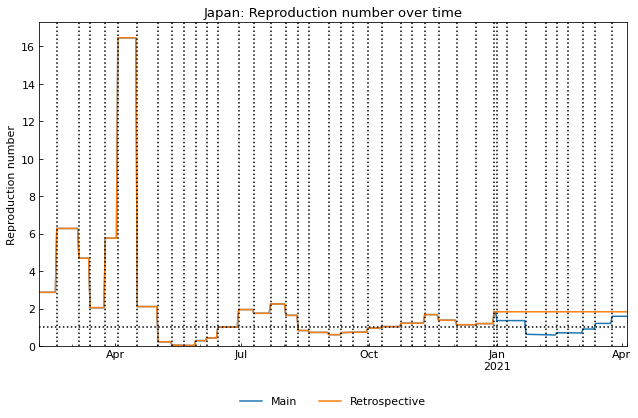 Japan: Reproduction number over time
Reproduction number
16
14
12
10
8
6
4
2
0
Apr
Jul
Oct
Jan
2021
Apr
Main
Retrospective